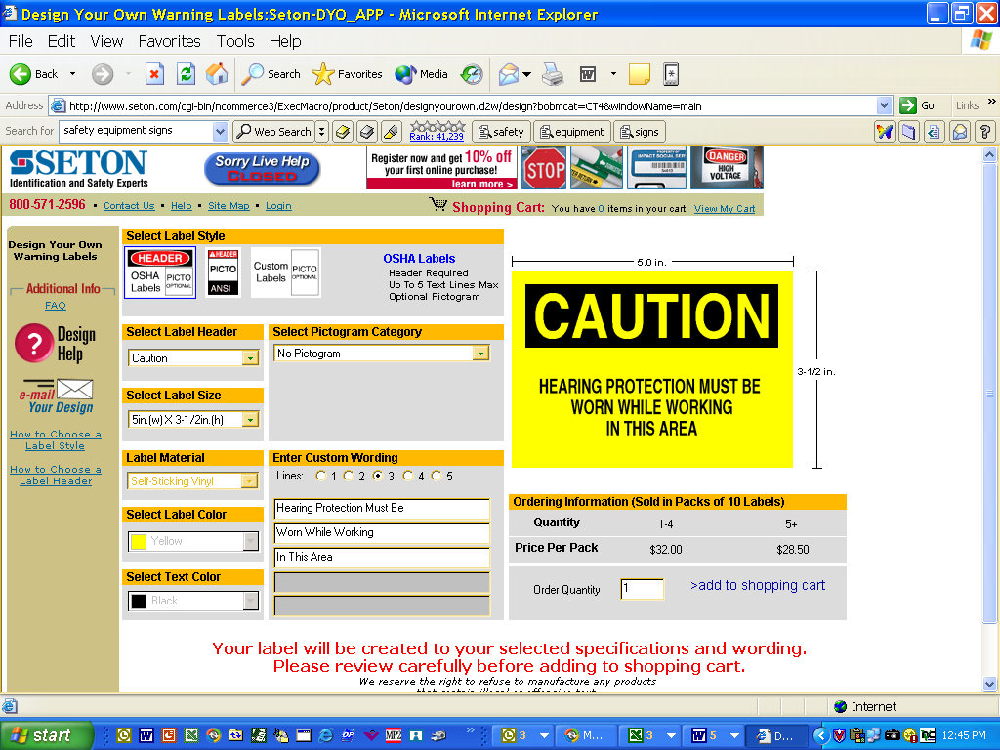 Design Your Own Warning Labels:Seton-DYO_APP - Microsoft Internet Explorer
File Edit View Favorites Tools Help
Back Search Favorites Media
Address http://www.seton.com/cgi-bin/ncommerce3/ExecMacro/product/Seton/designyourown.d2w/design?bobmcat=CT4&windowName=main Go Links »
Search for safety equipment signs Web Search Rank: 41,239 safety equipment signs
SETON
Identification and Safety Experts
Sorry Live Help
CLOSED
Register now and get 10% off
your first online purchase!
learn more >
STOP
DANGER
HIGH
VOLTAGE
800-571-2596 • Contact Us • Help • Site Map • Login
Shopping Cart: You have 0 items in your cart. View My Cart
Design Your Own
Warning Labels
Additional Info
FAQ
? Design
Help
e-mail
Your Design
How to Choose a
Label Style
How to Choose a
Label Header
Select Label Style
HEADER
OSHA
Labels
PICTO
OPTIONAL
HEADER
PICTO
ANSI
Custom
Labels
PICTO
OPTIONAL
OSHA Labels
Header Required
Up To 5 Text Lines Max
Optional Pictogram
Select Label Header
Caution
Select Pictogram Category
No Pictogram
Select Label Size
5in.(w) X 3-1/2in.(h)
Label Material
Self-Sticking Vinyl
Select Label Color
Yellow
Select Text Color
Black
Enter Custom Wording
Lines: 1 2 3 4 5
Hearing Protection Must Be
Worn While Working
In This Area
5.0 in.
CAUTION
HEARING PROTECTION MUST BE
WORN WHILE WORKING
IN THIS AREA
3-1/2 in.
Ordering Information (Sold in Packs of 10 Labels)
Quantity 1-4 5+
Price Per Pack $32.00 $28.50
Order Quantity 1 >add to shopping cart
Your label will be created to your selected specifications and wording.
Please review carefully before adding to shopping cart.
We reserve the right to refuse to manufacture any products
Internet
start 3 M... 3 5 D... 12:45 PM